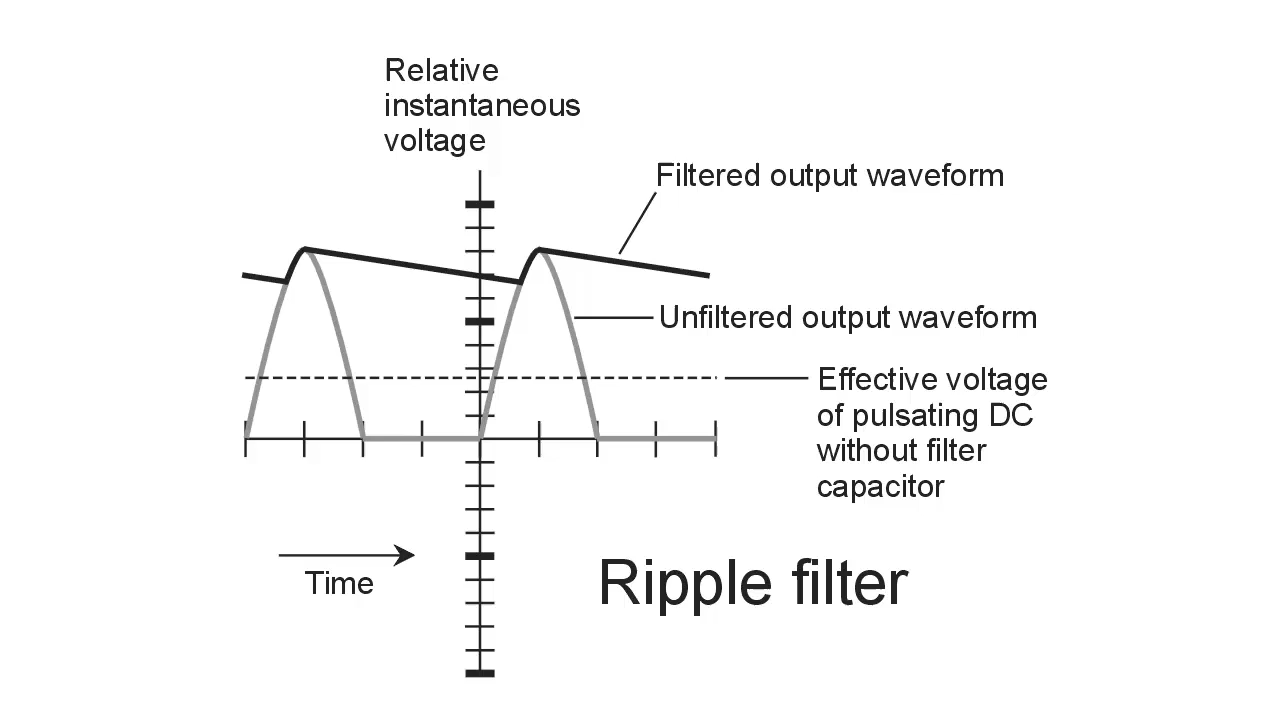 Relative
instantaneous
voltage
Filtered output waveform
Unfiltered output waveform
Effective voltage
of pulsating DC
without filter
capacitor
Time
Ripple filter